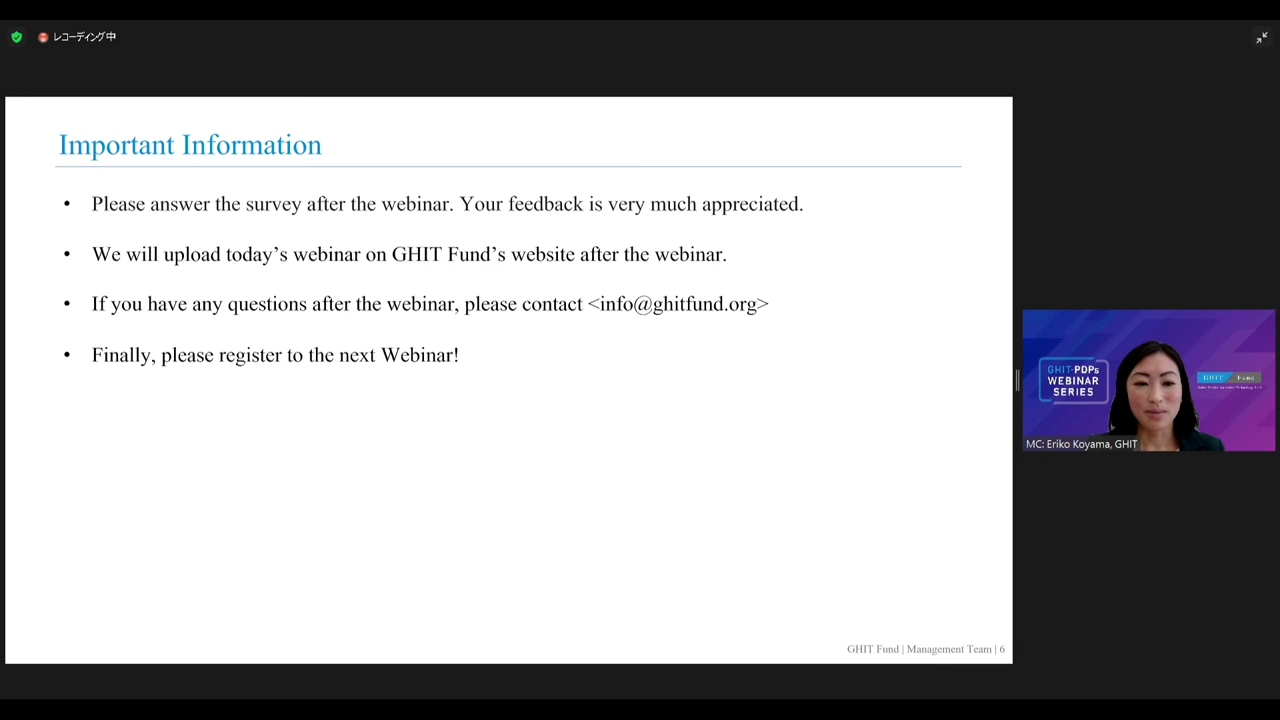 レコーディング中
Important Information
• Please answer the survey after the webinar. Your feedback is very much appreciated.
• We will upload today’s webinar on GHIT Fund’s website after the webinar.
• If you have any questions after the webinar, please contact <info@ghitfund.org>
• Finally, please register to the next Webinar!
GHIT Fund | Management Team | 6
GHIT-PDPs
WEBINAR
SERIES
GHIT Fund
MC: Eriko Koyama, GHIT